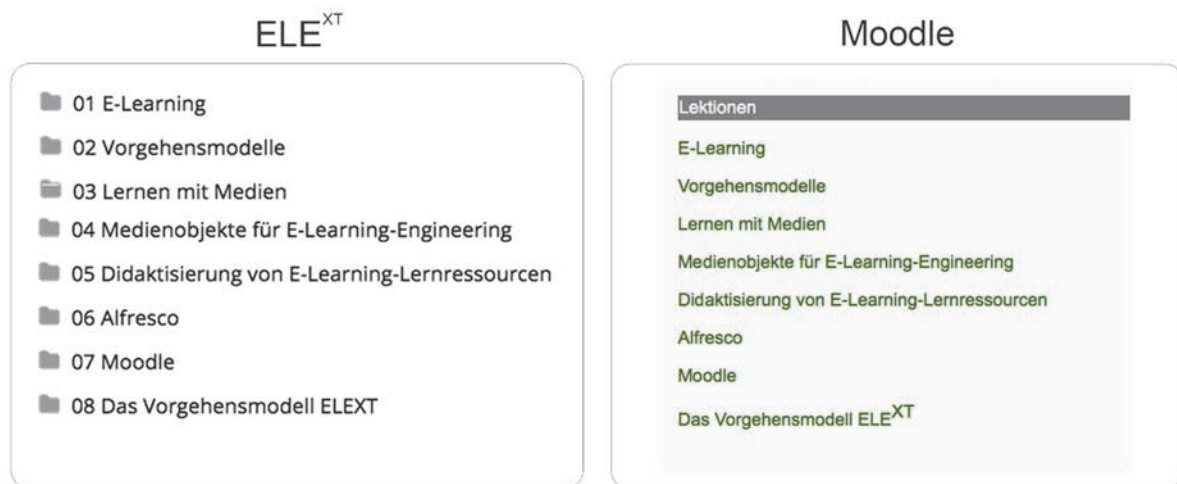 ELE^XT
01 E-Learning
02 Vorgehensmodelle
03 Lernen mit Medien
04 Medienobjekte für E-Learning-Engineering
05 Didaktisierung von E-Learning-Lernressourcen
06 Alfresco
07 Moodle
08 Das Vorgehensmodell ELEXT
Moodle
Lektionen
E-Learning
Vorgehensmodelle
Lernen mit Medien
Medienobjekte für E-Learning-Engineering
Didaktisierung von E-Learning-Lernressourcen
Alfresco
Moodle
Das Vorgehensmodell ELE^XT